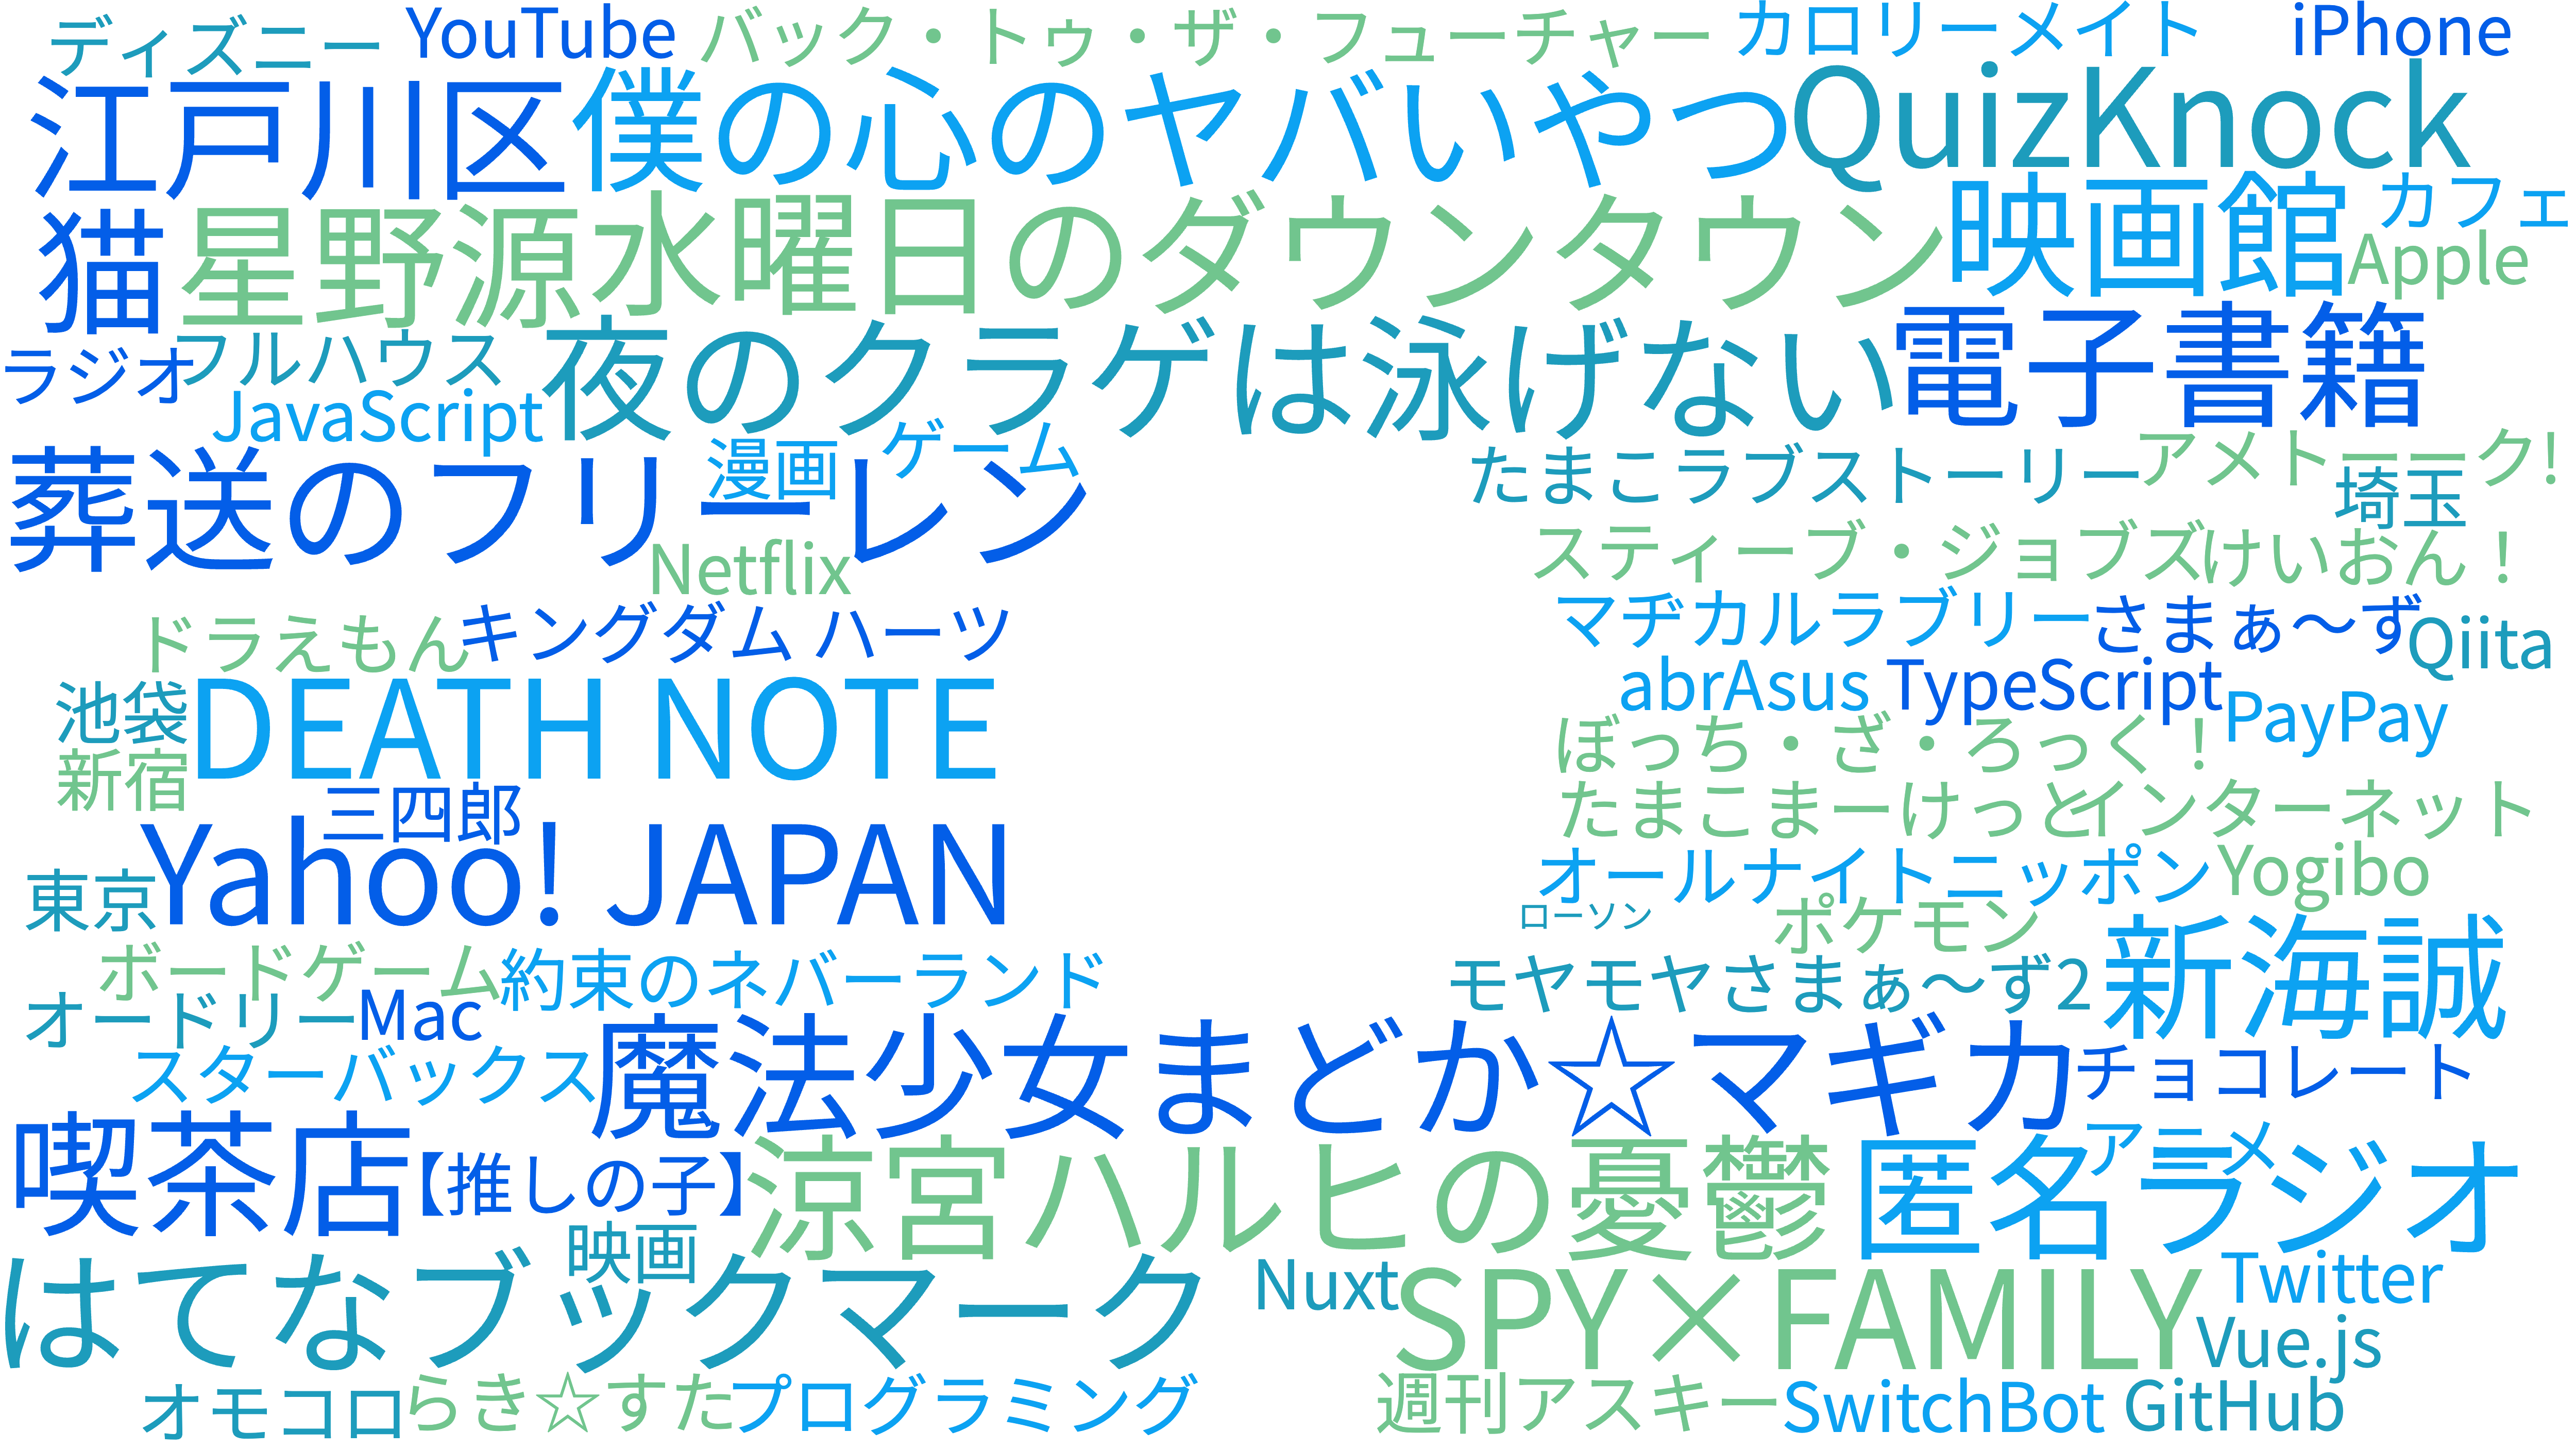 ディズニー
YouTube
バック・トゥ・ザ・フューチャー
カロリーメイト
iPhone
江戸川区
僕の心のヤバいやつ
QuizKnock
猫
星野源
水曜日のダウンタウン
映画館
カフェ
Apple
ラジオ
フルハウス
JavaScript
夜のクラゲは泳げない
電子書籍
葬送のフリーレン
漫画
ゲーム
Netflix
たまこラブストーリー
アメトーーク!
埼玉
スティーブ・ジョブズ
けいおん！
ドラえもん
キングダム ハーツ
マヂカルラブリー
さまぁ〜ず
Qiita
池袋
DEATH NOTE
abrAsus
TypeScript
PayPay
新宿
ぼっち・ざ・ろっく！
三四郎
たまこまーけっと
インターネット
東京
Yahoo! JAPAN
オールナイトニッポン
Yogibo
ローソン
ポケモン
ボードゲーム
約束のネバーランド
モヤモヤさまぁ〜ず2
新海誠
オードリー
Mac
スターバックス
魔法少女まどか☆マギカ
チョコレート
喫茶店
【推しの子】
涼宮ハルヒの憂鬱
匿名ラジオ
アニメ
映画
はてなブックマーク
Nuxt
SPY×FAMILY
Twitter
Vue.js
オモコロ
らき☆すた
プログラミング
週刊アスキー
SwitchBot
GitHub